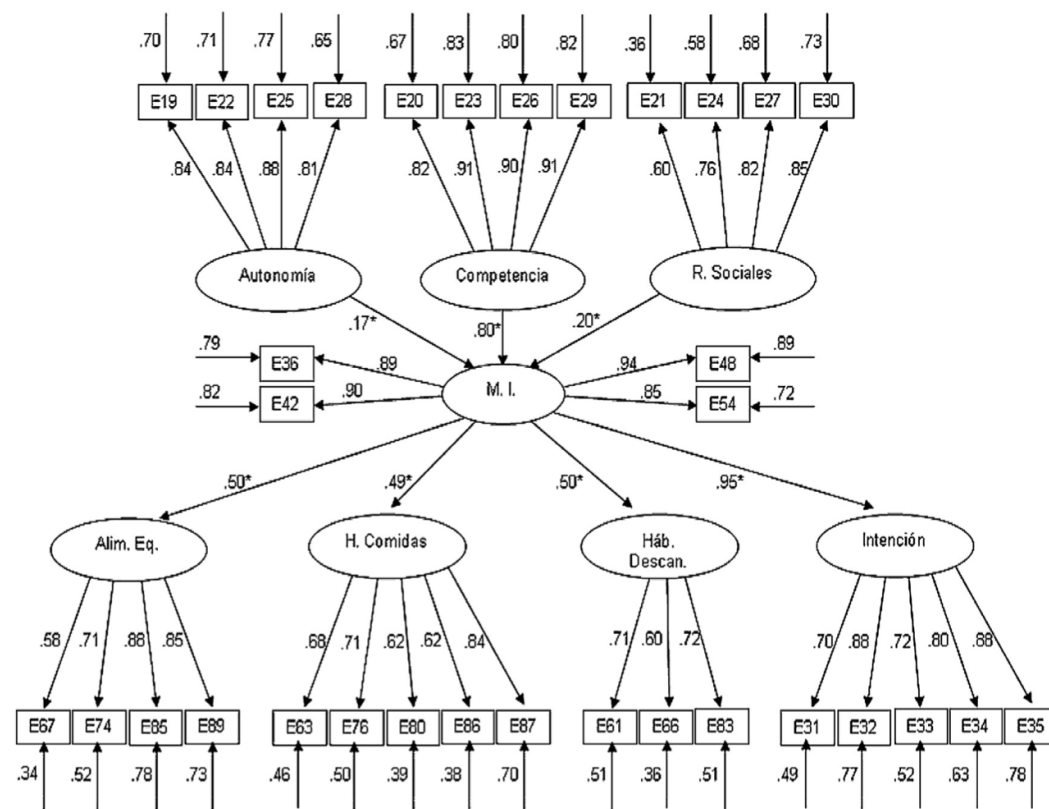 .70 .71 .77 .65 .67 .83 .80 .82 .36 .58 .68 .73
E19 E22 E25 E28 E20 E23 E26 E29 E21 E24 E27 E30
.84 .84 .88 .81 .82 .91 .90 .91 .60 .76 .82 .85
Autonomía Competencia R. Sociales
.17* .80* .20*
.79 E36 .89 .94 E48 .89
M. I.
.82 E42 .90 .85 E54 .72
.50* .49* .50* .95*
Alim. Eq. H. Comidas Háb. Intención
Descan.
.58 .71 .88 .85 .68 .71 .62 .62 .84 .71 .60 .72 .70 .88 .72 .80 .88
E67 E74 E85 E89 E63 E76 E80 E86 E87 E61 E66 E83 E31 E32 E33 E34 E35
.34 .52 .78 .73 .46 .50 .39 .38 .70 .51 .36 .51 .49 .77 .52 .63 .78